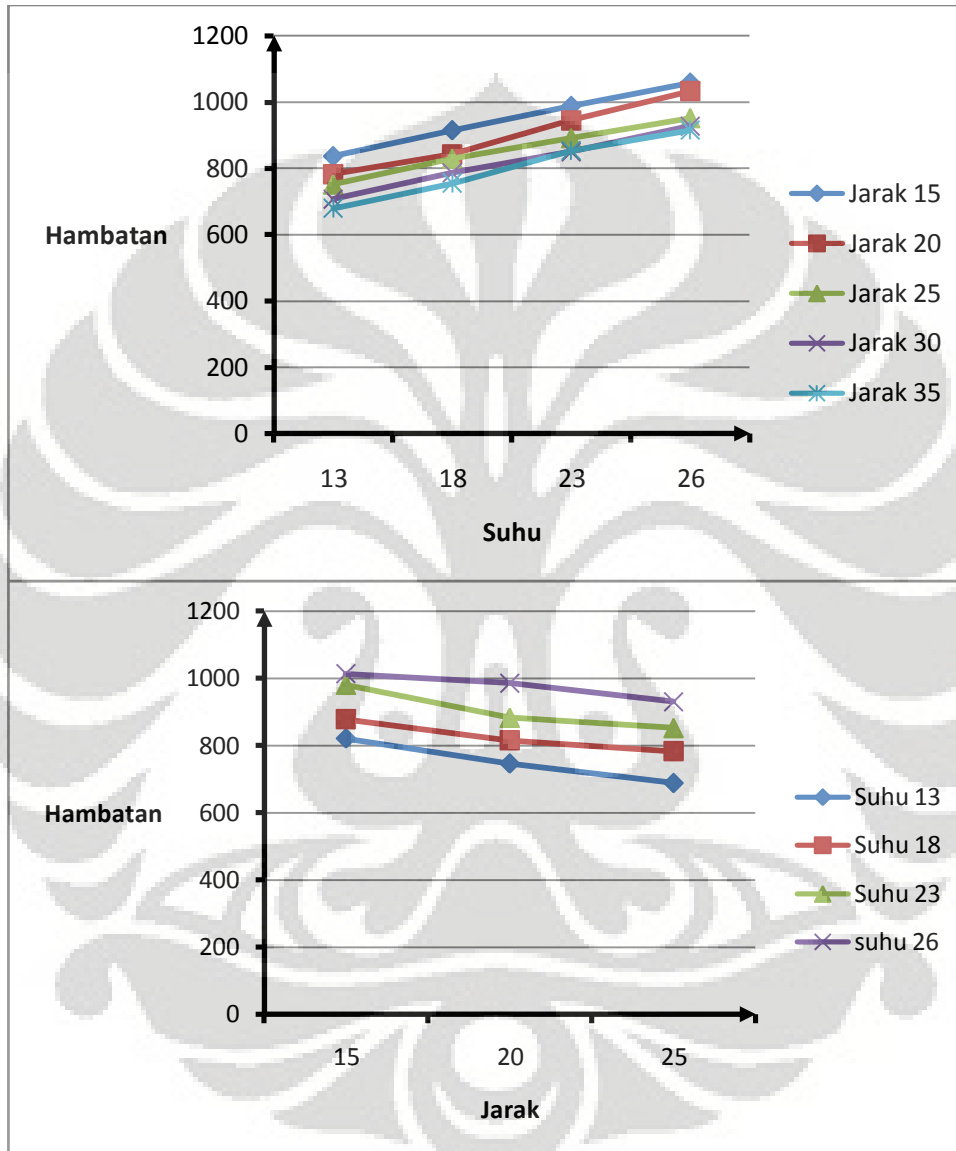 1200
1000
800
600
400
200
0
Hambatan
13 18 23 26
Suhu
Jarak 15
Jarak 20
Jarak 25
Jarak 30
Jarak 35
1200
1000
800
600
400
200
0
Hambatan
15 20 25
Jarak
Suhu 13
Suhu 18
Suhu 23
suhu 26